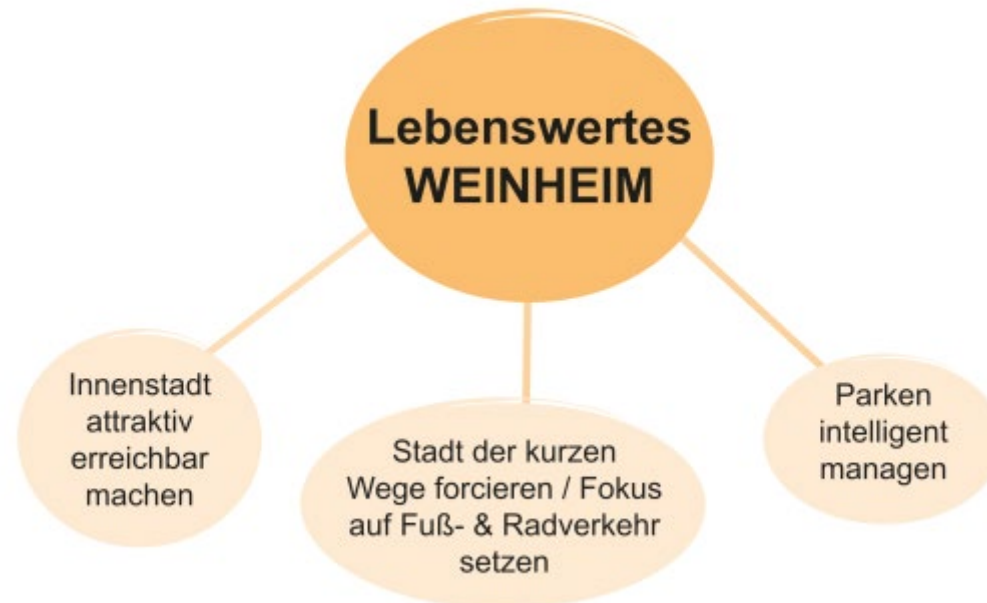 Lebenswertes
WEINHEIM
Innenstadt
attraktiv
erreichbar
machen
Stadt der kurzen
Wege forcieren / Fokus
auf Fuß- & Radverkehr
setzen
Parken
intelligent
managen